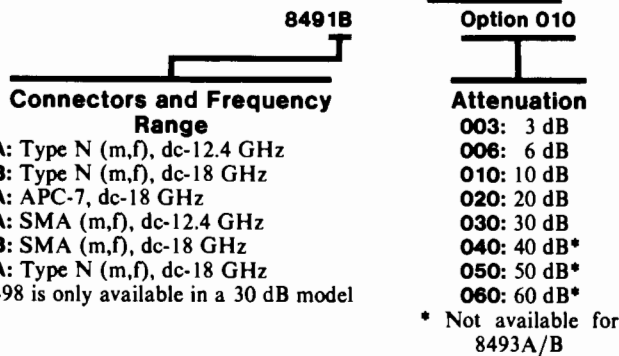 8491B
Option 010
Connectors and Frequency
Range
A: Type N (m,f), dc-12.4 GHz
B: Type N (m,f), dc-18 GHz
A: APC-7, dc-18 GHz
A: SMA (m,f), dc-12.4 GHz
B: SMA (m,f), dc-18 GHz
A: Type N (m,f), dc-18 GHz
98 is only available in a 30 dB model
Attenuation
003: 3 dB
006: 6 dB
010: 10 dB
020: 20 dB
030: 30 dB
040: 40 dB*
050: 50 dB*
060: 60 dB*
* Not available for
8493A/B